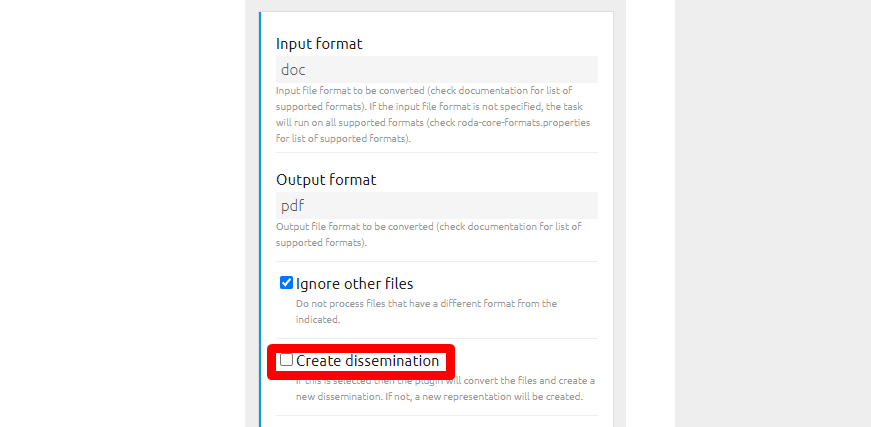 Input format
doc
Input file format to be converted (check documentation for list of
supported formats). If the input file format is not specified, the task
will run on all supported formats (check roda-core-formats.properties
for list of supported formats).
Output format
pdf
Output file format to be converted (check documentation for list of
supported formats).
Ignore other files
Do not process files that have a different format from the
indicated.
Create dissemination
If this is selected then the plugin will convert the files and create a
new dissemination. If not, a new representation will be created.